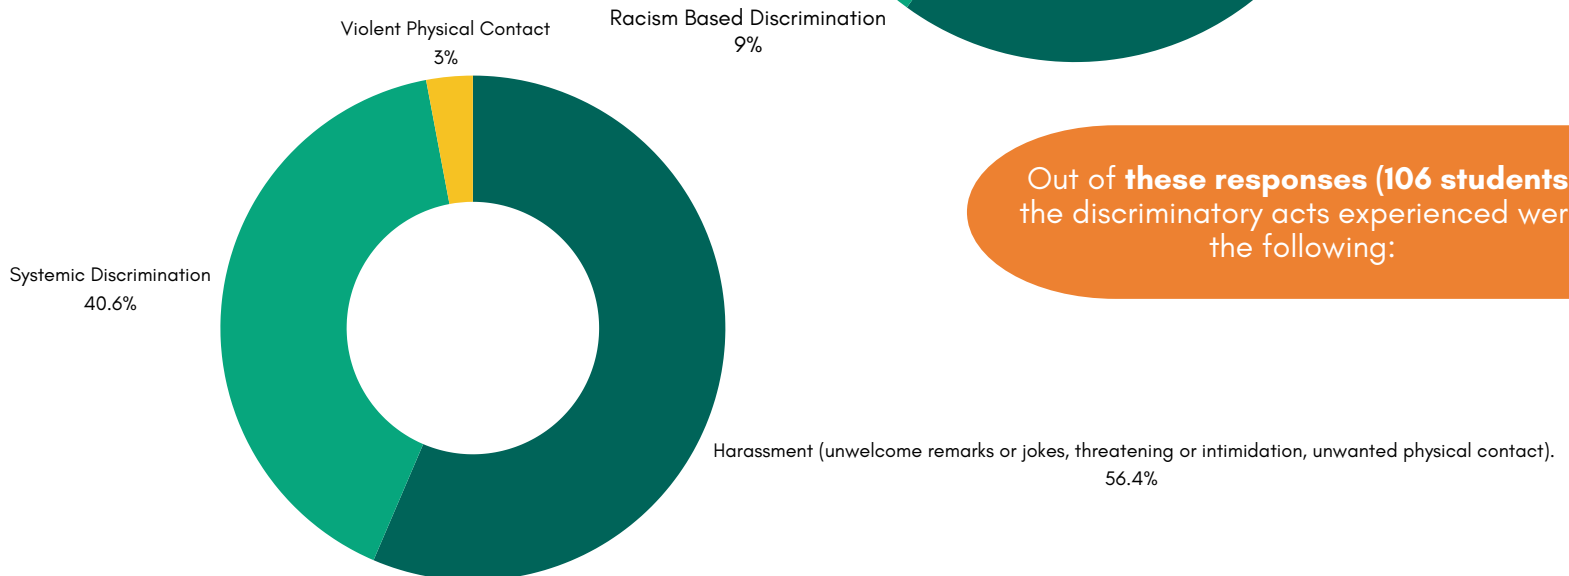 Racism Based Discrimination
9%
Violent Physical Contact
3%
Out of these responses (106 students
the discriminatory acts experienced wer
the following:
Systemic Discrimination
40.6%
Harassment (unwelcome remarks or jokes, threatening or intimidation, unwanted physical contact).
56.4%